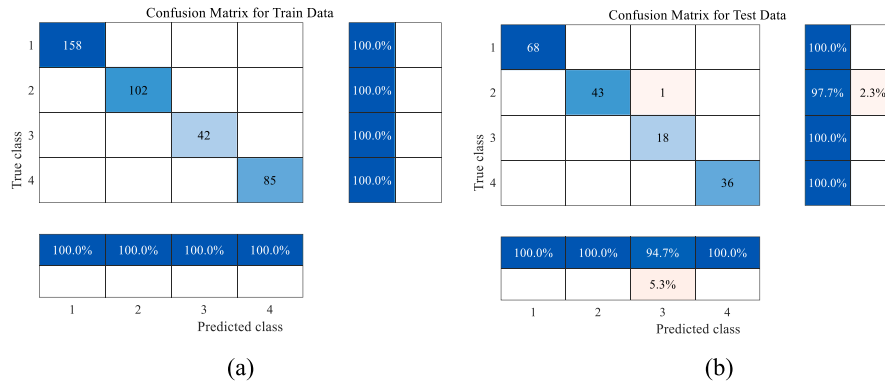 Confusion Matrix for Train Data
1 158 100.0%
2 102 100.0%
3 42 100.0%
4 85 100.0%
True class
100.0% 100.0% 100.0% 100.0%
1 2 3 4
Predicted class
(a)
Confusion Matrix for Test Data
1 68 100.0%
2 43 1 97.7% 2.3%
3 18 100.0%
4 36 100.0%
True class
100.0% 100.0% 94.7% 100.0%
5.3%
1 2 3 4
Predicted class
(b)